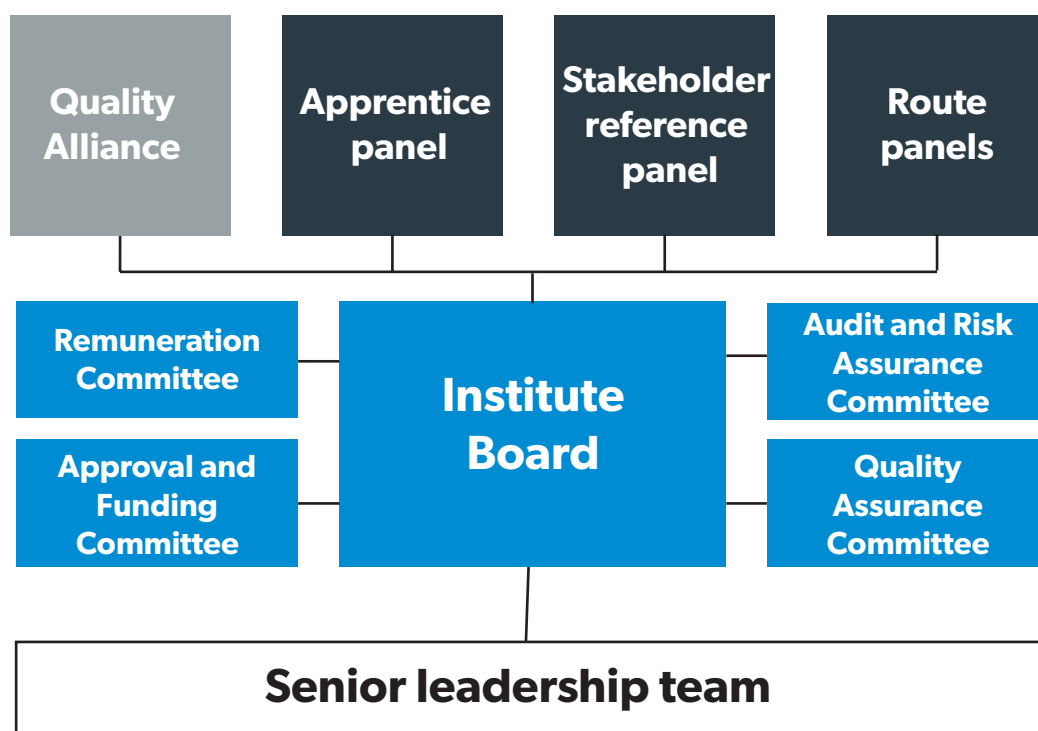 Quality
Alliance
Apprentice
panel
Stakeholder
reference
panel
Route
panels
Remuneration
Committee
Institute
Board
Audit and Risk
Assurance
Committee
Approval and
Funding
Committee
Quality
Assurance
Committee
Senior leadership team